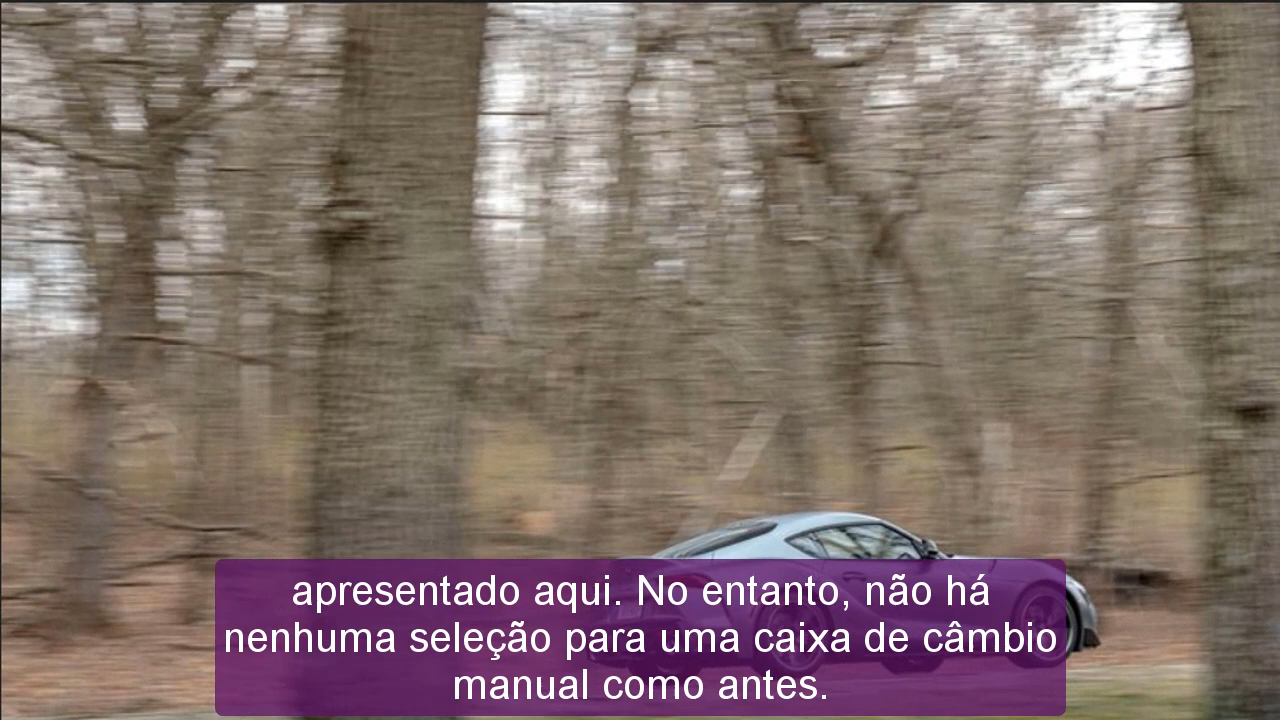 apresentado aqui. No entanto, não há
nenhuma seleção para uma caixa de câmbio
manual como antes.